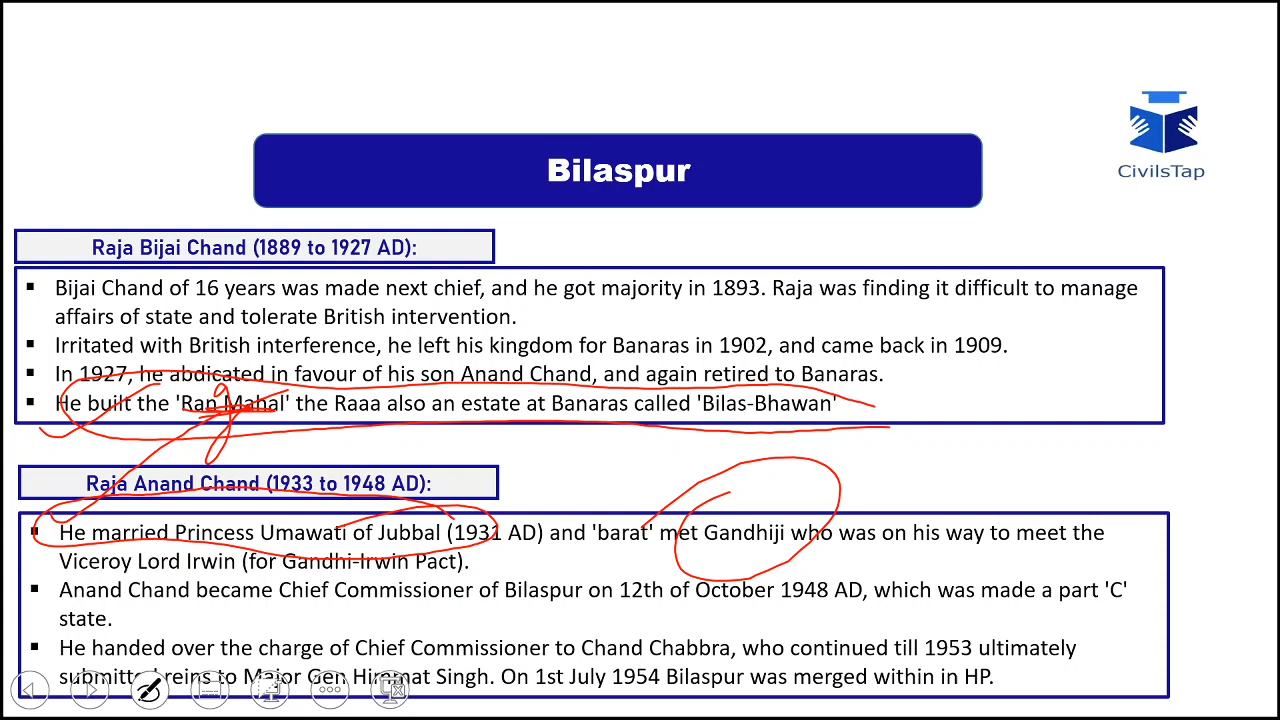 CivilsTap
Bilaspur
Raja Bijai Chand (1889 to 1927 AD):
▪ Bijai Chand of 16 years was made next chief, and he got majority in 1893. Raja was finding it difficult to manage
affairs of state and tolerate British intervention.
▪ Irritated with British interference, he left his kingdom for Banaras in 1902, and came back in 1909.
▪ In 1927, he abdicated in favour of his son Anand Chand, and again retired to Banaras.
▪ He built the 'Ran Mahal' the Raaa also an estate at Banaras called 'Bilas-Bhawan'
g
Raja Anand Chand (1933 to 1948 AD):
▪ He married Princess Umawati of Jubbal (1931 AD) and 'barat' met Gandhiji who was on his way to meet the
Viceroy Lord Irwin (for Gandhi-Irwin Pact).
▪ Anand Chand became Chief Commissioner of Bilaspur on 12th of October 1948 AD, which was made a part 'C'
state.
▪ He handed over the charge of Chief Commissioner to Chand Chabbra, who continued till 1953 ultimately
reins to Major Gen Singh. On 1st July 1954 Bilaspur was merged within in HP.